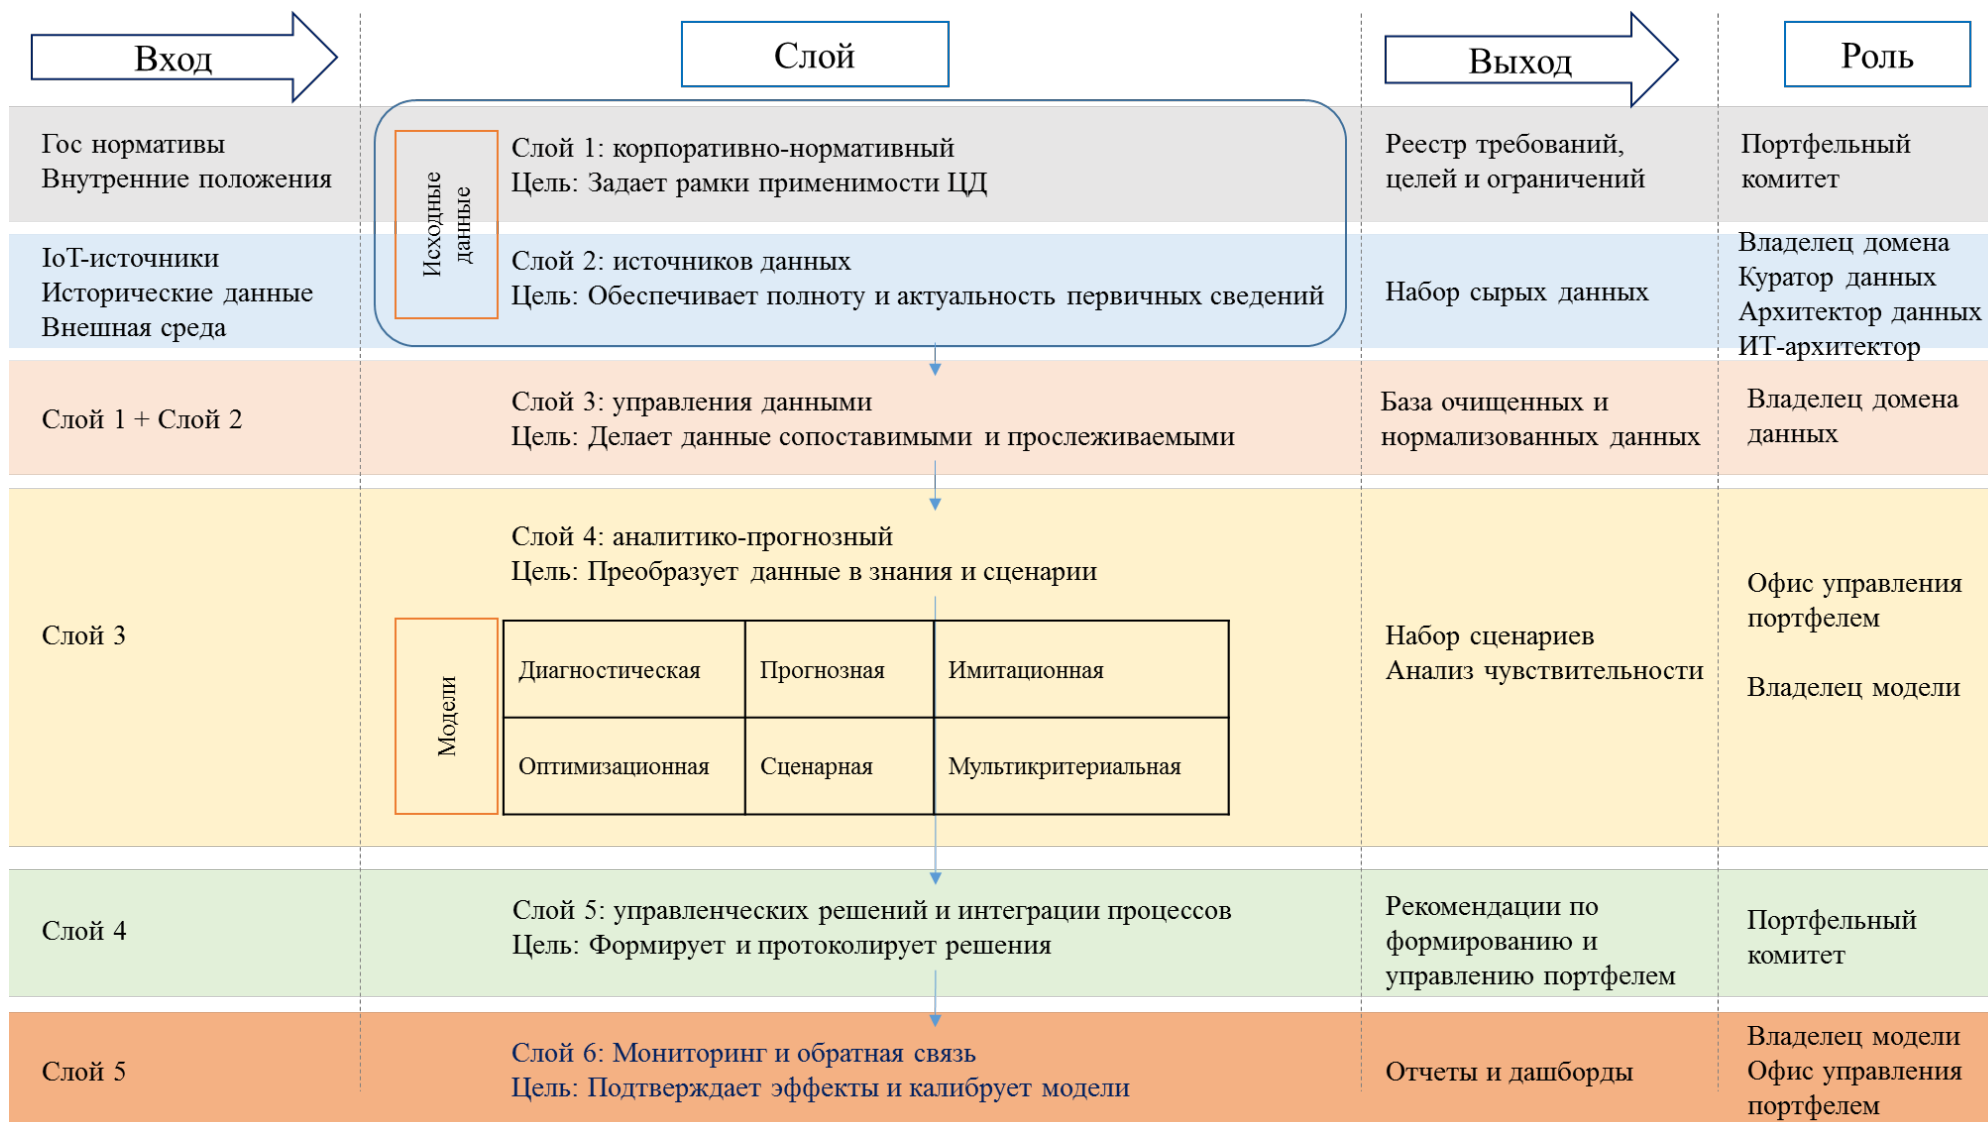 Вход
Слой
Выход
Роль
Гос нормативы
Внутренние положения
Исходные
данные
Слой 1: корпоративно-нормативный
Цель: Задает рамки применимости ЦД
Реестр требований,
целей и ограничений
Портфельный
комитет
IoT-источники
Исторические данные
Внешная среда
Слой 2: источников данных
Цель: Обеспечивает полноту и актуальность первичных сведений
Набор сырых данных
Владелец домена
Куратор данных
Архитектор данных
ИТ-архитектор
Слой 1 + Слой 2
Слой 3: управления данными
Цель: Делает данные сопоставимыми и прослеживаемыми
База очищенных и
нормализованных данных
Владелец домена
данных
Слой 3
Слой 4: аналитико-прогнозный
Цель: Преобразует данные в знания и сценарии
Модели
Диагностическая
Прогнозная
Имитационная
Оптимизационная
Сценарная
Мультикритериальная
Набор сценариев
Анализ чувствительности
Офис управления
портфелем
Владелец модели
Слой 4
Слой 5: управленческих решений и интеграции процессов
Цель: Формирует и протоколирует решения
Рекомендации по
формированию и
управлению портфелем
Портфельный
комитет
Слой 5
Слой 6: Мониторинг и обратная связь
Цель: Подтверждает эффекты и калибрует модели
Отчеты и дашборды
Владелец модели
Офис управления
портфелем